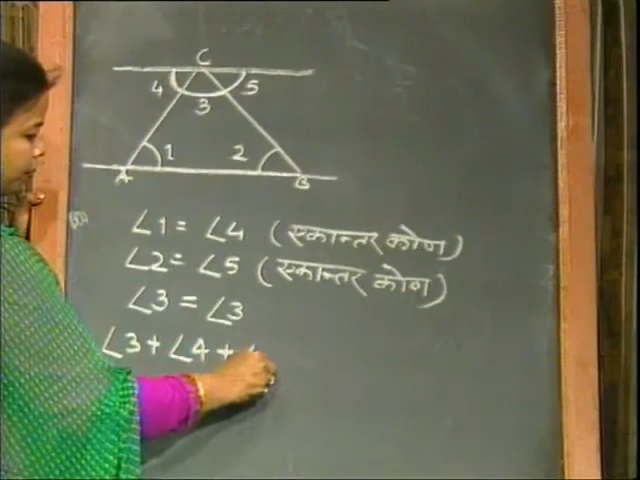 C
4 3 5
1 2
A B
∠1 = ∠4 (एकान्तर कोण)
∠2 = ∠5 (एकान्तर कोण)
∠3 = ∠3
∠3 + ∠4 +